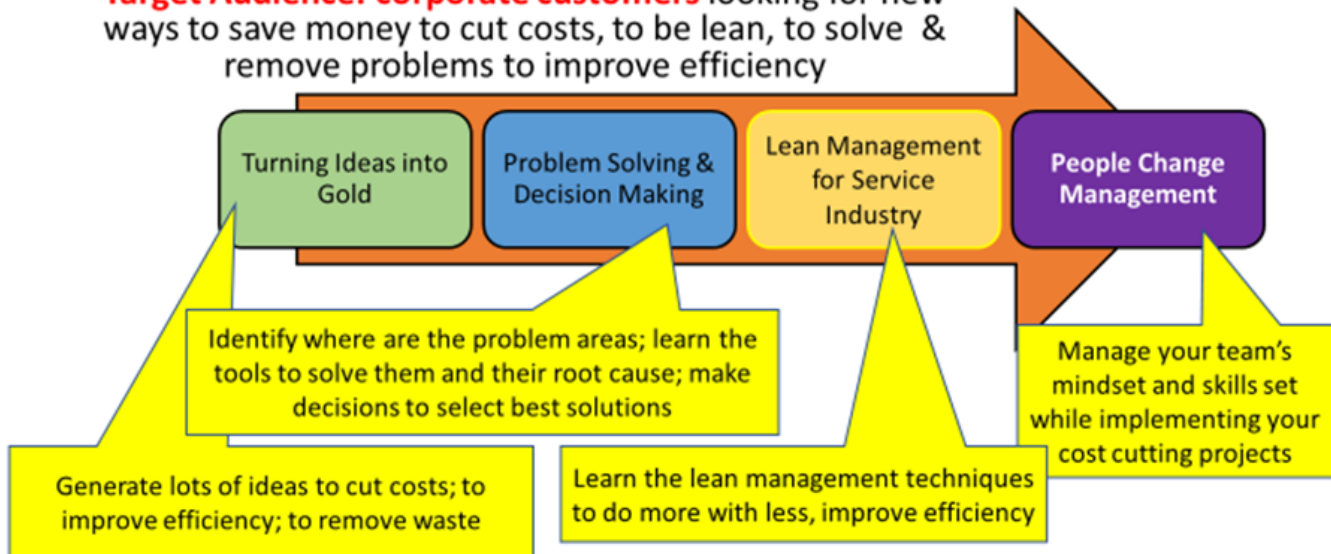 Target Audience: corporate customers looking for new
ways to save money to cut costs, to be lean, to solve &
remove problems to improve efficiency
Turning Ideas into
Gold
Problem Solving &
Decision Making
Lean Management
for Service
Industry
People Change
Management
Identify where are the problem areas; learn the
tools to solve them and their root cause; make
decisions to select best solutions
Manage your team's
mindset and skills set
while implementing your
cost cutting projects
Generate lots of ideas to cut costs; to
improve efficiency; to remove waste
Learn the lean management techniques
to do more with less, improve efficiency